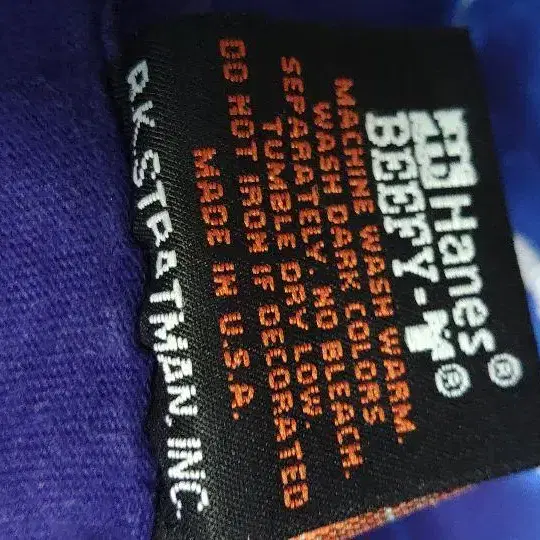 Hanes®
BEEFY-T®
MACHINE WASH WARM.
WASH DARK COLORS
SEPARATELY. NO BLEACH.
TUMBLE DRY LOW.
DO NOT IRON IF DECORATED
MADE IN U.S.A.
R.K. STRATMAN, INC.